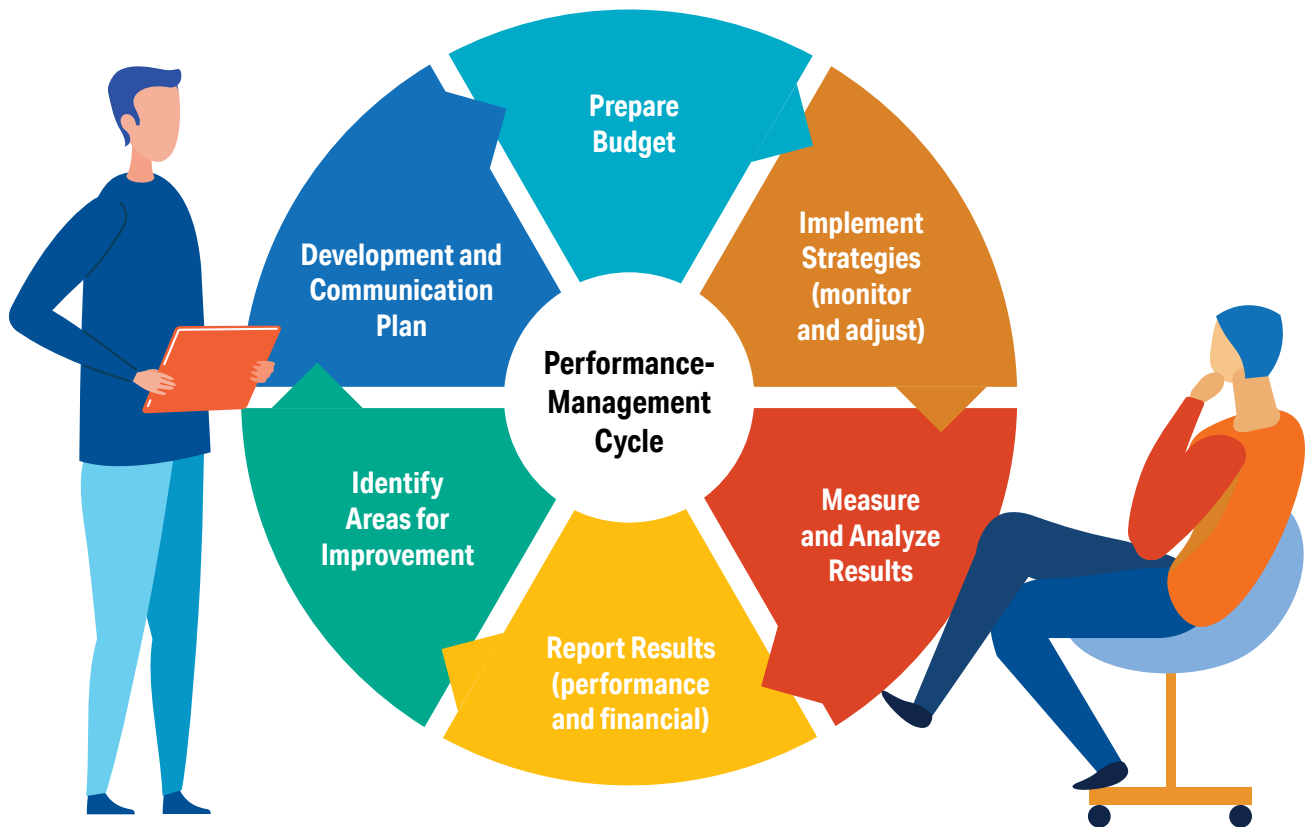 Prepare
Budget
Implement
Strategies
(monitor
and adjust)
Measure
and Analyze
Results
Report Results
(performance
and financial)
Identify
Areas for
Improvement
Development and
Communication
Plan
Performance-
Management
Cycle